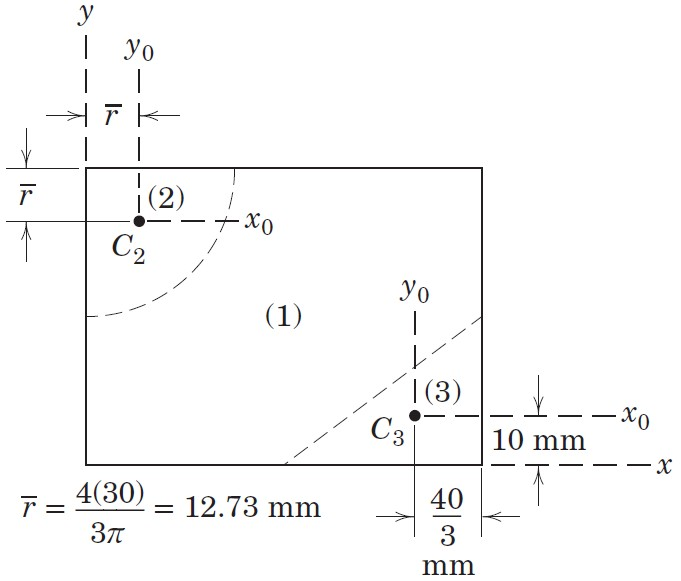 y
y₀
r̅
r̅
(2)
x₀
C₂
(1)
y₀
(3)
x₀
C₃
10 mm
x
r̅ = 4(30)/3π = 12.73 mm
40/3
mm